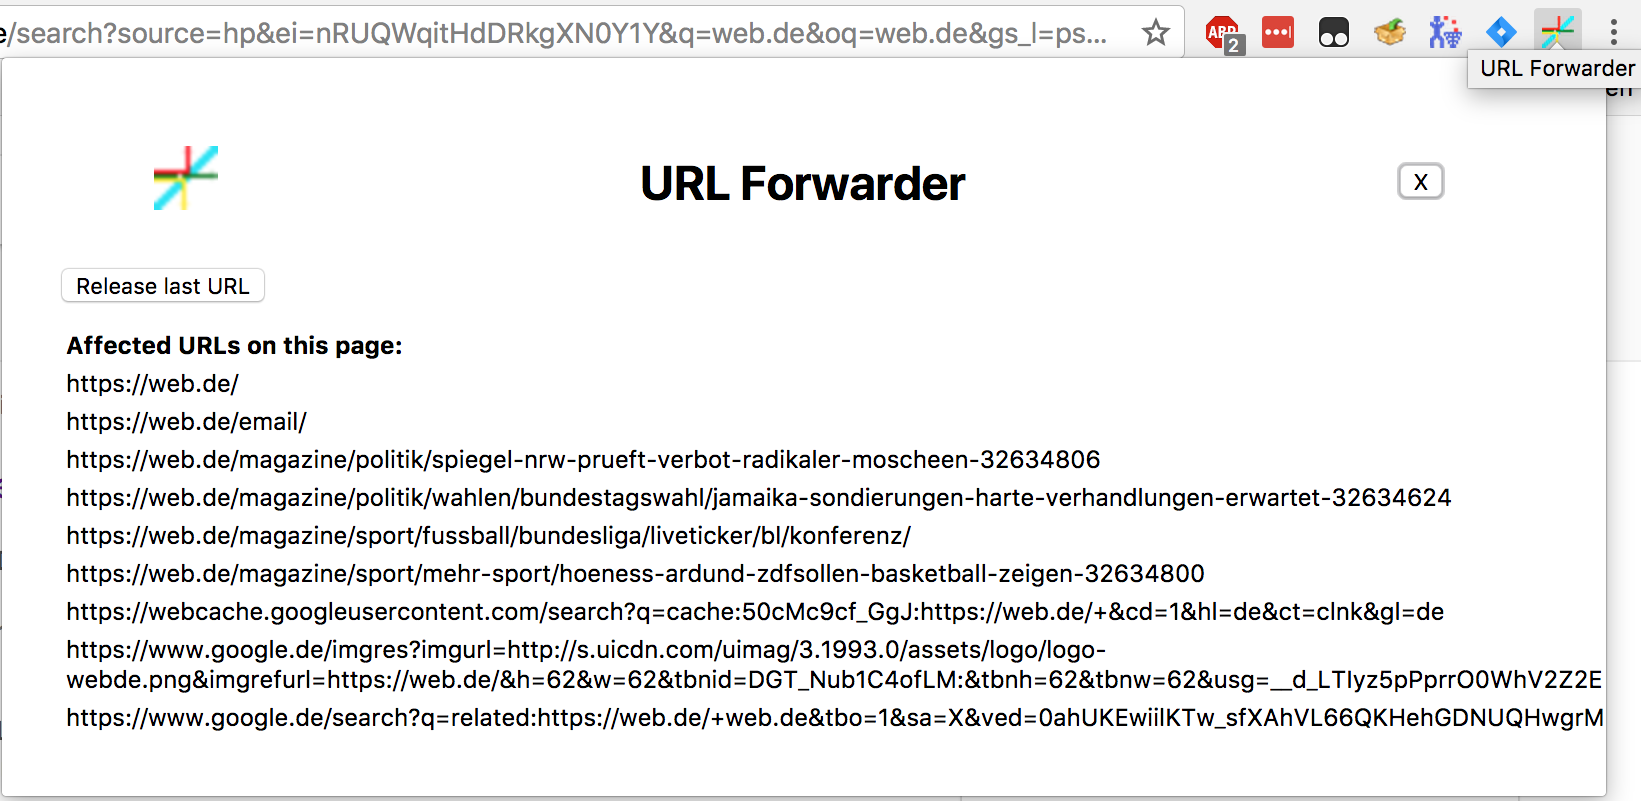 e/search?source=hp&ei=nRUQWqitHdDRkgXN0Y1Y&q=web.de&oq=web.de&gs_l=ps...
ABP
2
URL Forwarder
en
URL Forwarder
X
Release last URL
Affected URLs on this page:
https://web.de/
https://web.de/email/
https://web.de/magazine/politik/spiegel-nrw-prueft-verbot-radikaler-moscheen-32634806
https://web.de/magazine/politik/wahlen/bundestagswahl/jamaika-sondierungen-harte-verhandlungen-erwartet-32634624
https://web.de/magazine/sport/fussball/bundesliga/liveticker/bl/konferenz/
https://web.de/magazine/sport/mehr-sport/hoeness-ardund-zdfsollen-basketball-zeigen-32634800
https://webcache.googleusercontent.com/search?q=cache:50cMc9cf_GgJ:https://web.de/+&cd=1&hl=de&ct=clnk&gl=de
https://www.google.de/imgres?imgurl=http://s.uicdn.com/uimag/3.1993.0/assets/logo/logo-
webde.png&imgrefurl=https://web.de/&h=62&w=62&tbnid=DGT_Nub1C4ofLM:&tbnh=62&tbnw=62&usg=__d_LTIyz5pPprrO0WhV2Z2E
https://www.google.de/search?q=related:https://web.de/+web.de&tbo=1&sa=X&ved=0ahUKEwiilKTw_sfXAhVL66QKHehGDNUQHwgrM